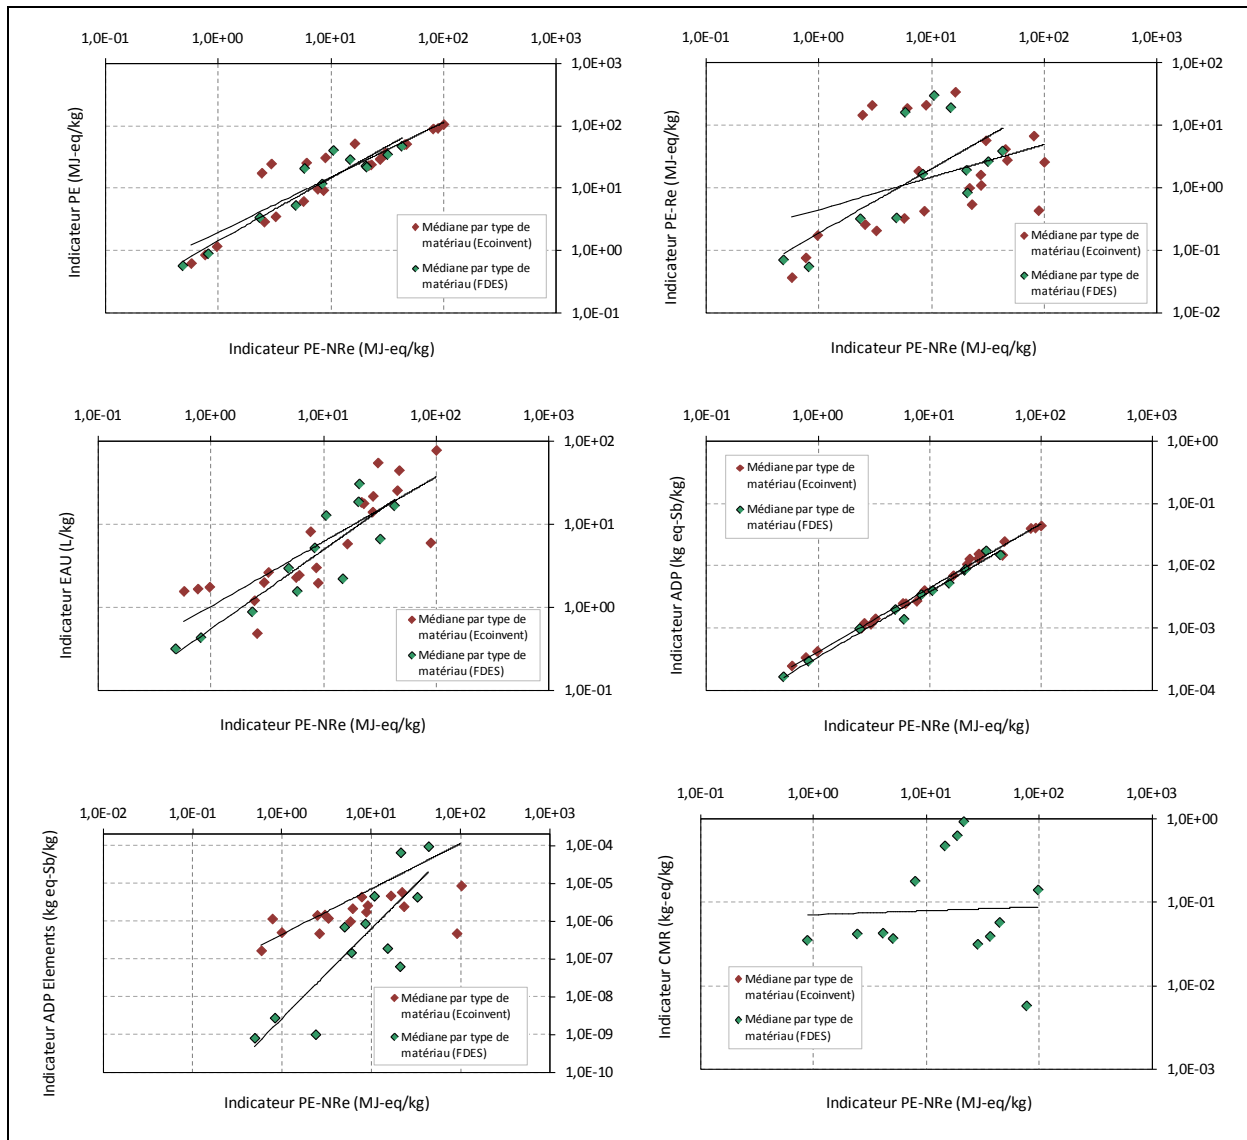 1,0E-01 1,0E+00 1,0E+01 1,0E+02 1,0E+03
1,0E+03
1,0E+02
1,0E+01
1,0E+00
1,0E-01
Indicateur PE (MJ-eq/kg)
Médiane par type de
matériau (Ecoinvent)
Médiane par type de
matériau (FDES)
Indicateur PE-NRe (MJ-eq/kg)
1,0E-01 1,0E+00 1,0E+01 1,0E+02 1,0E+03
1,0E+02
1,0E+01
1,0E+00
1,0E-01
1,0E-02
Indicateur PE-Re (MJ-eq/kg)
Médiane par type de
matériau (Ecoinvent)
Médiane par type de
matériau (FDES)
Indicateur PE-NRe (MJ-eq/kg)
1,0E-01 1,0E+00 1,0E+01 1,0E+02 1,0E+03
1,0E+02
1,0E+01
1,0E+00
1,0E-01
Indicateur EAU (L/kg)
Médiane par type de
matériau (Ecoinvent)
Médiane par type de
matériau (FDES)
Indicateur PE-NRe (MJ-eq/kg)
1,0E-01 1,0E+00 1,0E+01 1,0E+02 1,0E+03
1,0E+00
1,0E-01
1,0E-02
1,0E-03
1,0E-04
Indicateur ADP (kg eq-Sb/kg)
Médiane par type de
matériau (Ecoinvent)
Médiane par type de
matériau (FDES)
Indicateur PE-NRe (MJ-eq/kg)
1,0E-02 1,0E-01 1,0E+00 1,0E+01 1,0E+02 1,0E+03
1,0E-04
1,0E-05
1,0E-06
1,0E-07
1,0E-08
1,0E-09
1,0E-10
Indicateur ADP Elements (kg eq-Sb/kg)
Médiane par type de
matériau (Ecoinvent)
Médiane par type de
matériau (FDES)
Indicateur PE-NRe (MJ-eq/kg)
1,0E-01 1,0E+00 1,0E+01 1,0E+02 1,0E+03
1,0E+00
1,0E-01
1,0E-02
1,0E-03
Indicateur CMR (kg-eq/kg)
Médiane par type de
matériau (Ecoinvent)
Médiane par type de
matériau (FDES)
Indicateur PE-NRe (MJ-eq/kg)